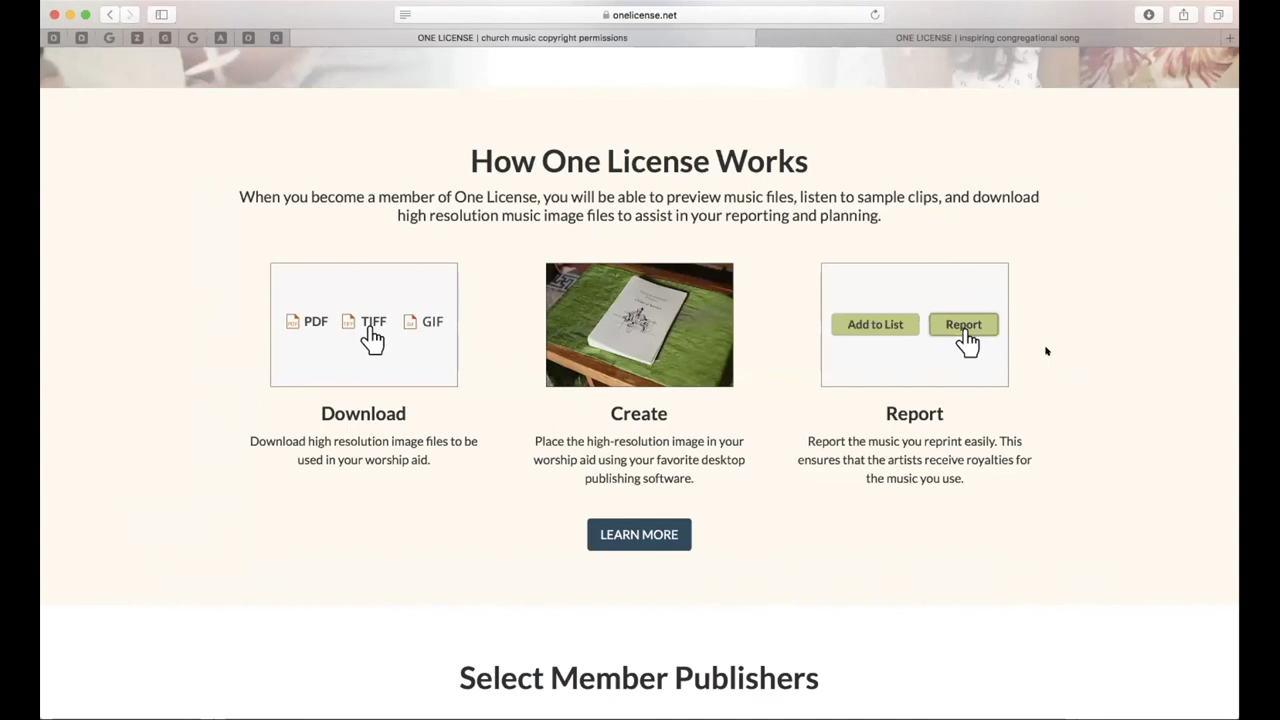 onelicense.net
D D G Z G G A D G
ONE LICENSE | church music copyright permissions
ONE LICENSE | inspiring congregational song
How One License Works
When you become a member of One License, you will be able to preview music files, listen to sample clips, and download
high resolution music image files to assist in your reporting and planning.
PDF TIFF GIF
Add to List
Report
Download
Download high resolution image files to be
used in your worship aid.
Create
Place the high-resolution image in your
worship aid using your favorite desktop
publishing software.
Report
Report the music you reprint easily. This
ensures that the artists receive royalties for
the music you use.
LEARN MORE
Select Member Publishers